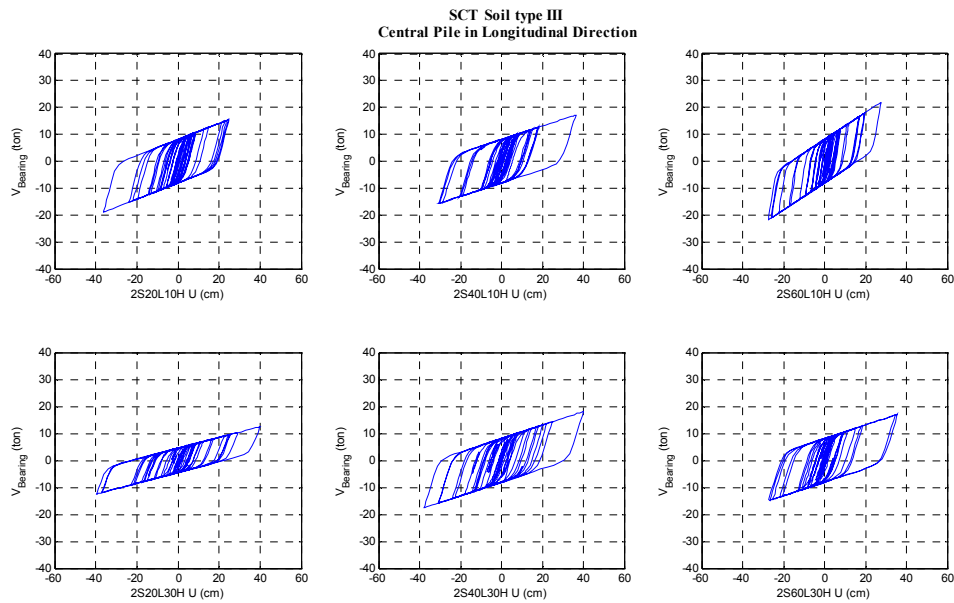 SCT Soil type III
Central Pile in Longitudinal Direction
40
30
20
10
0
-10
-20
-30
-40
V Bearing (ton)
-60 -40 -20 0 20 40 60
2S20L10H U (cm)
40
30
20
10
0
-10
-20
-30
-40
V Bearing (ton)
-60 -40 -20 0 20 40 60
2S40L10H U (cm)
40
30
20
10
0
-10
-20
-30
-40
V Bearing (ton)
-60 -40 -20 0 20 40 60
2S60L10H U (cm)
40
30
20
10
0
-10
-20
-30
-40
V Bearing (ton)
-60 -40 -20 0 20 40 60
2S20L30H U (cm)
40
30
20
10
0
-10
-20
-30
-40
V Bearing (ton)
-60 -40 -20 0 20 40 60
2S40L30H U (cm)
40
30
20
10
0
-10
-20
-30
-40
V Bearing (ton)
-60 -40 -20 0 20 40 60
2S60L30H U (cm)